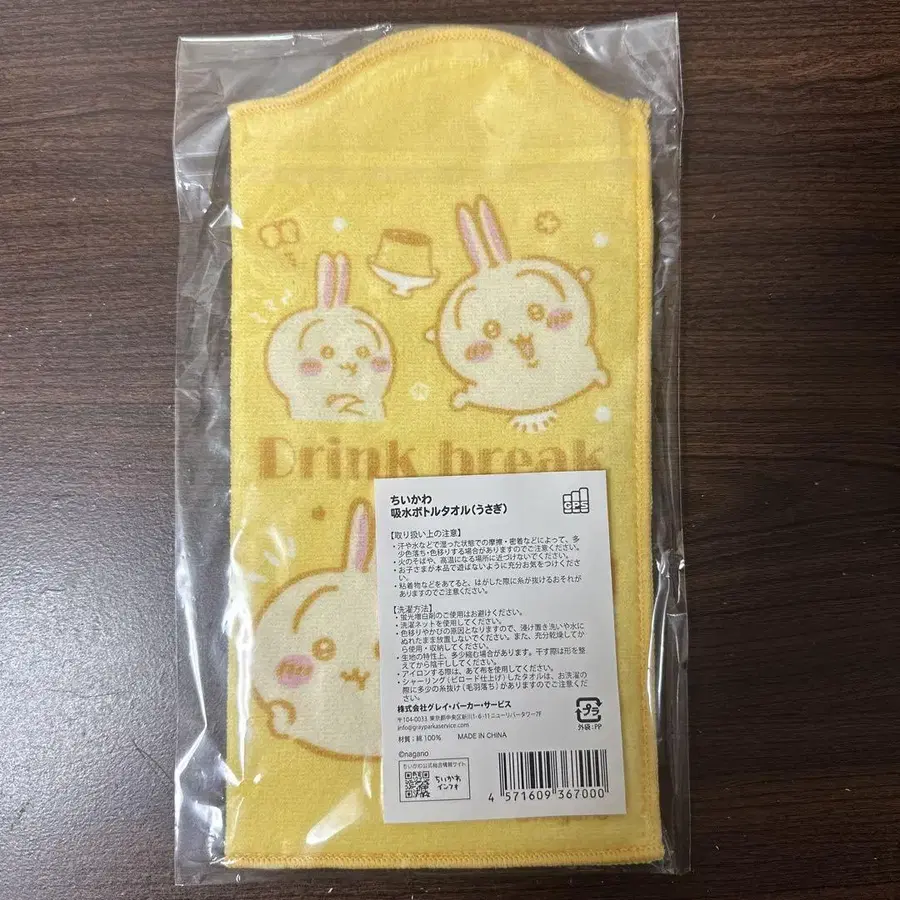 Drink break
ちいかわ
吸水ボトルタオル(うさぎ)
GPS
【取り扱い上の注意】
・汗や水などで湿った状態での摩擦・密着などによって、多
少色落ち・色移りする場合がありますのでご注意ください。
・火のそばや、高温になる場所に近づけないでください。
・お子さまが本品で遊ばないように充分お気をつけくださ
い。
・粘着物などをあてると、はがした際に糸が抜けるおそれが
ありますのでご注意ください。
【洗濯方法】
・蛍光増白剤のご使用はお避けください。
・洗濯ネットを使用してください。
・色移りやかびの原因となりますので、浸け置き洗いや水に
ぬれたまま放置しないでください。また、充分乾燥してか
ら使用・収納してください。
・生地の特性上、多少縮む場合があります。干す際は形を整
えてから陰干ししてください。
・アイロンする際は、あて布を使用してください。
・シャーリング(ビロード仕上げ)したタオルは、お洗濯の
際に多少の糸抜け(毛羽落ち)がありますのでご注意くださ
い。
株式会社グレイ・パーカー・サービス
〒104-0033 東京都中央区新川1-6-11 ニューリバータワー7F
info@grayparkaservice.com
材質:綿100% MADE IN CHINA
プラ
外袋:PP
©nagano
ちいかわ公式総合情報サイト
ちいかわ
インフォ
4 571609 367000